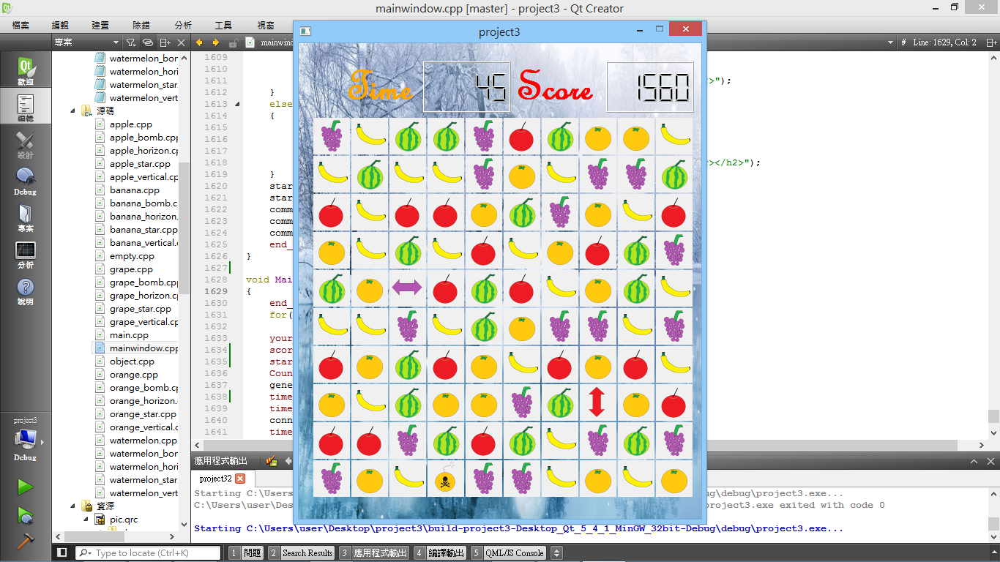 mainwindow.cpp [master] - project3 - Qt Creator
檔案 編輯 建置 除錯 分析 工具 視窗
專案
Line: 1629, Col: 2
歡迎
編輯
設計
Debug
專案
分析
說明
project3
Debug
watermelon_hori
watermelon_star
watermelon_vert
源碼
apple.cpp
apple_bomb.cpp
apple_horizon.c
apple_star.cpp
apple_vertical.cp
banana.cpp
banana_bomb.c
banana_horizon.
banana_star.cpp
banana_vertical.c
empty.cpp
grape.cpp
grape_bomb.cpp
grape_horizon.cp
grape_star.cpp
grape_vertical.cp
main.cpp
mainwindow.cpp
object.cpp
orange.cpp
orange_bomb.cp
orange_horizon.c
orange_star.cpp
orange_vertical.c
watermelon.cpp
watermelon_bon
watermelon_hori
watermelon_star
watermelon_vert
資源
pic.qrc
1609
1610
1611 >");
1612 }
1613 else
1614 {
1615
1616
1617
1618 ></h2>");
1619 }
1620 star
1621 star
1622 comm
1623 comm
1624 comm
1625 end_
1626 }
1627
1628 void Mai
1629 {
1630 end_
1631 for(
1632
1633 your
1634 scor
1635 star
1636 Coun
1637 gene
1638 time
1639 time
1640 conn
1641 time
project3
Time 45 Score 1560
應用程式輸出
project32
Starting C:\Users
debug\project3.exe...
C:\Users\user\Des
project3.exe exited with code 0
Starting C:\Users\user\Desktop\project3\build-project3-Desktop_Qt_5_4_1_MinGW_32bit-Debug\debug\project3.exe...
Type to locate (Ctrl+K) 1 問題 2 Search Results 3 應用程式輸出 4 編譯輸出 5 QML/JS Console